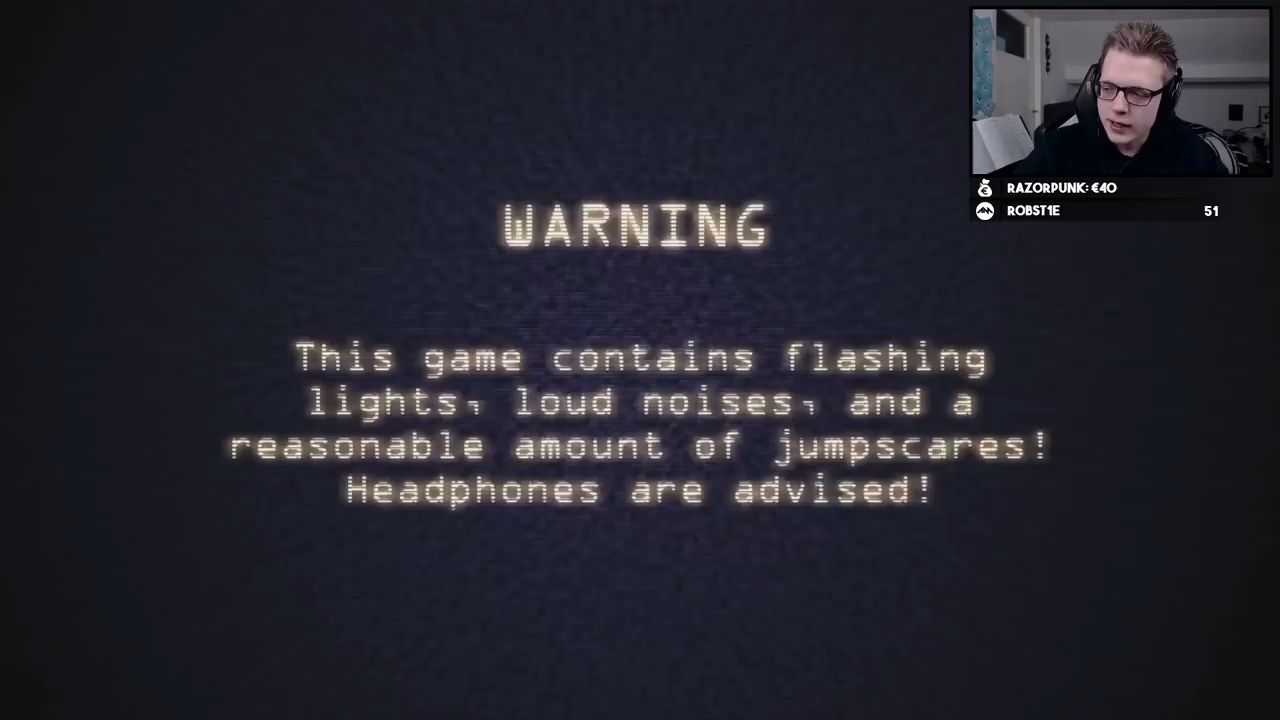 WARNING
This game contains flashing
lights, loud noises, and a
reasonable amount of jumpscares!
Headphones are advised!
RAZORPUNK: €40
ROBST1E 51